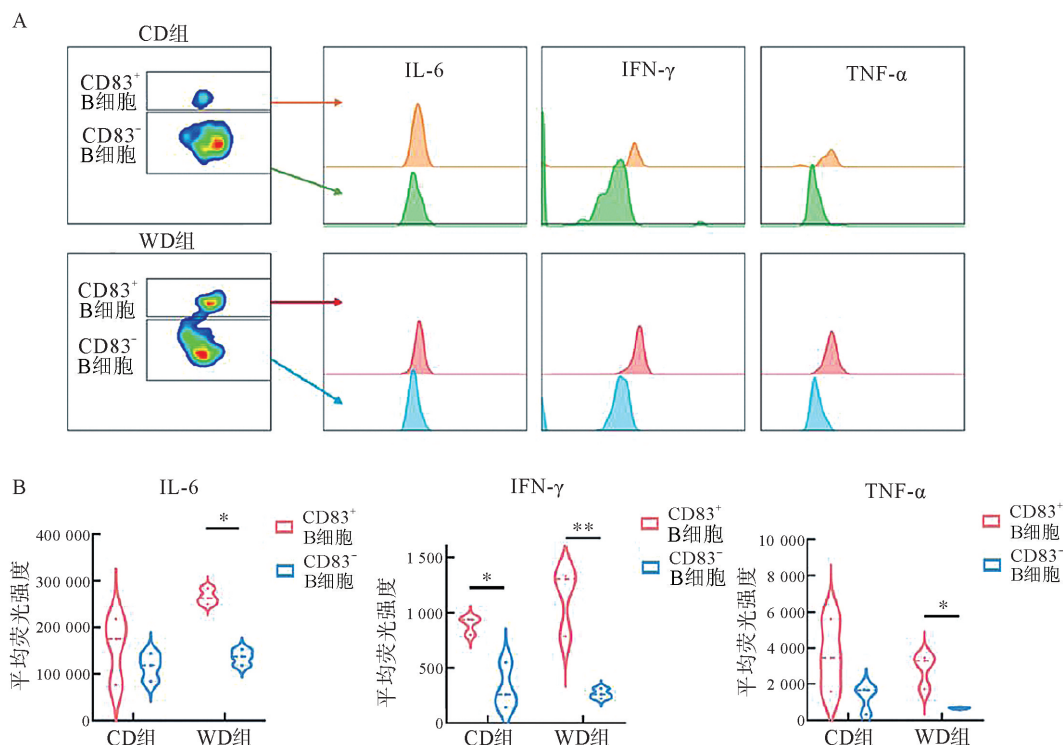 A
CD组
CD83⁺
B细胞
CD83⁻
B细胞
IL-6
IFN-γ
TNF-α
WD组
CD83⁺
B细胞
CD83⁻
B细胞
B
IL-6
平均荧光强度
400 000
300 000
200 000
100 000
0
*
CD83⁺
B细胞
CD83⁻
B细胞
CD组
WD组
IFN-γ
平均荧光强度
1 500
1 000
500
0
*
**
CD83⁺
B细胞
CD83⁻
B细胞
CD组
WD组
TNF-α
平均荧光强度
10 000
8 000
6 000
4 000
2 000
0
*
CD83⁺
B细胞
CD83⁻
B细胞
CD组
WD组